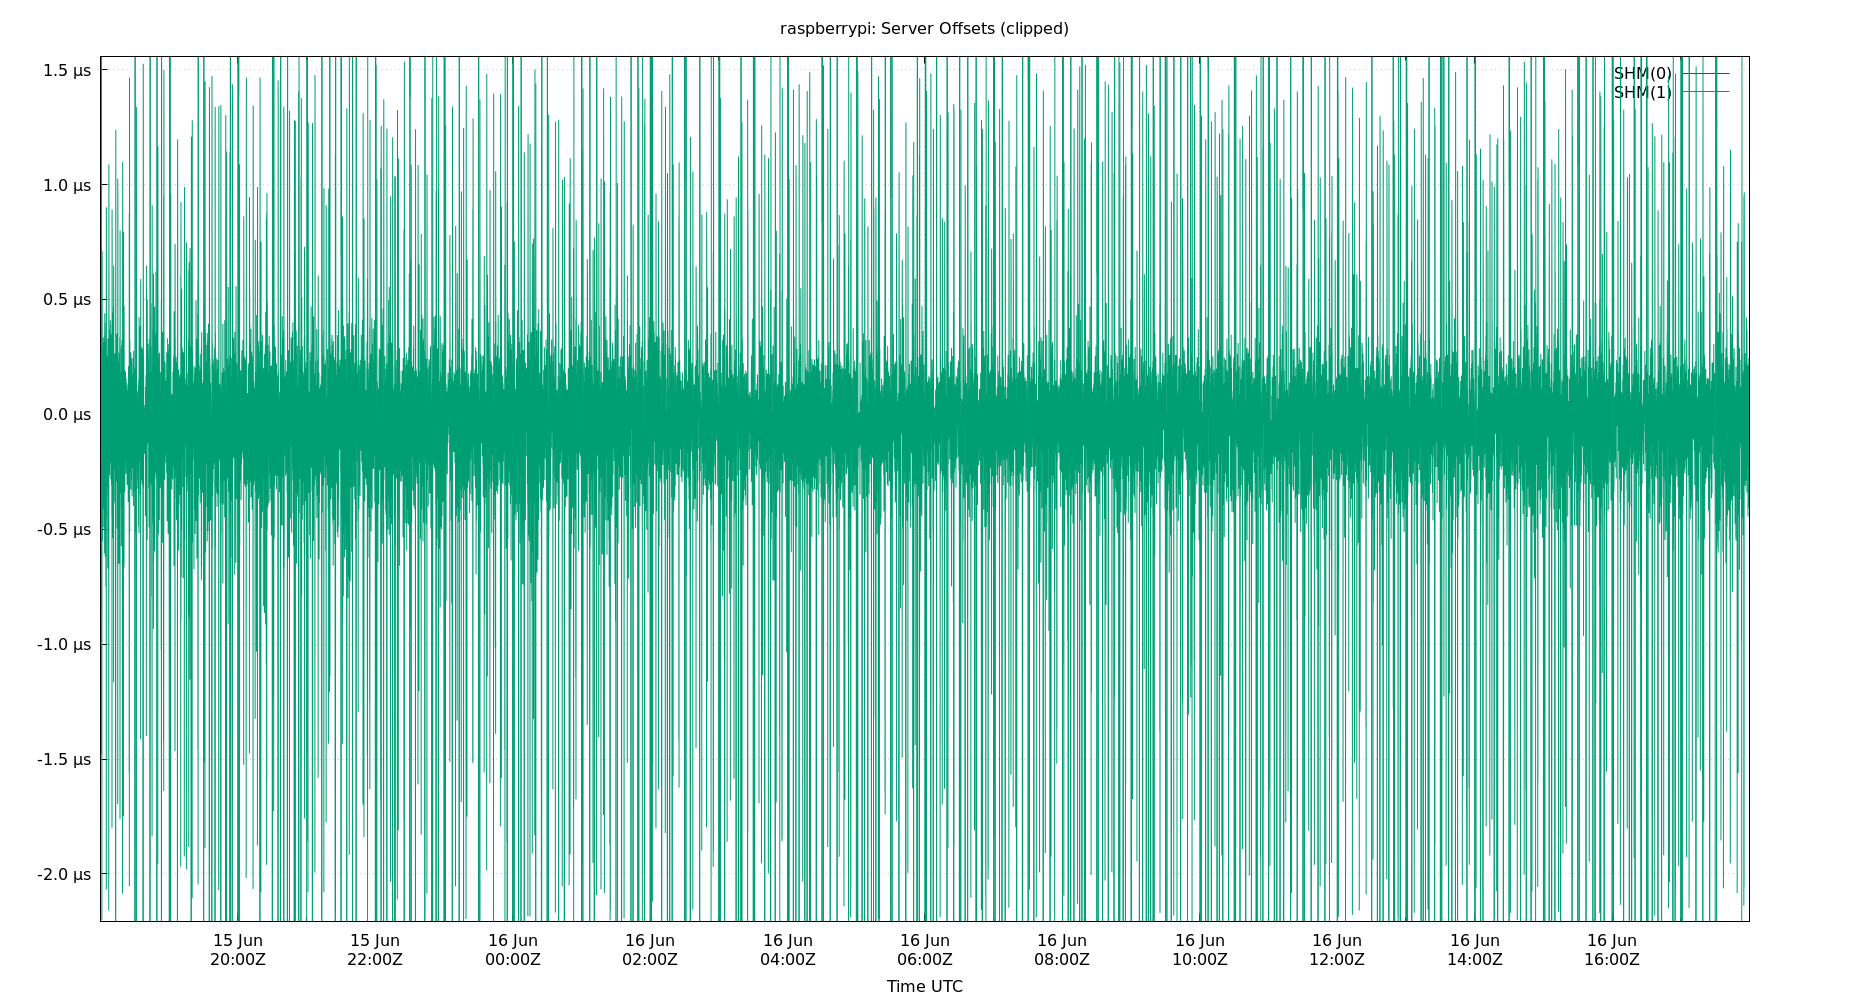 raspberrypi: Server Offsets (clipped)
1.5 µs
1.0 µs
0.5 µs
0.0 µs
-0.5 µs
-1.0 µs
-1.5 µs
-2.0 µs
SHM(0)
SHM(1)
15 Jun 15 Jun 16 Jun 16 Jun 16 Jun 16 Jun 16 Jun 16 Jun 16 Jun 16 Jun 16 Jun
20:00Z 22:00Z 00:00Z 02:00Z 04:00Z 06:00Z 08:00Z 10:00Z 12:00Z 14:00Z 16:00Z
Time UTC